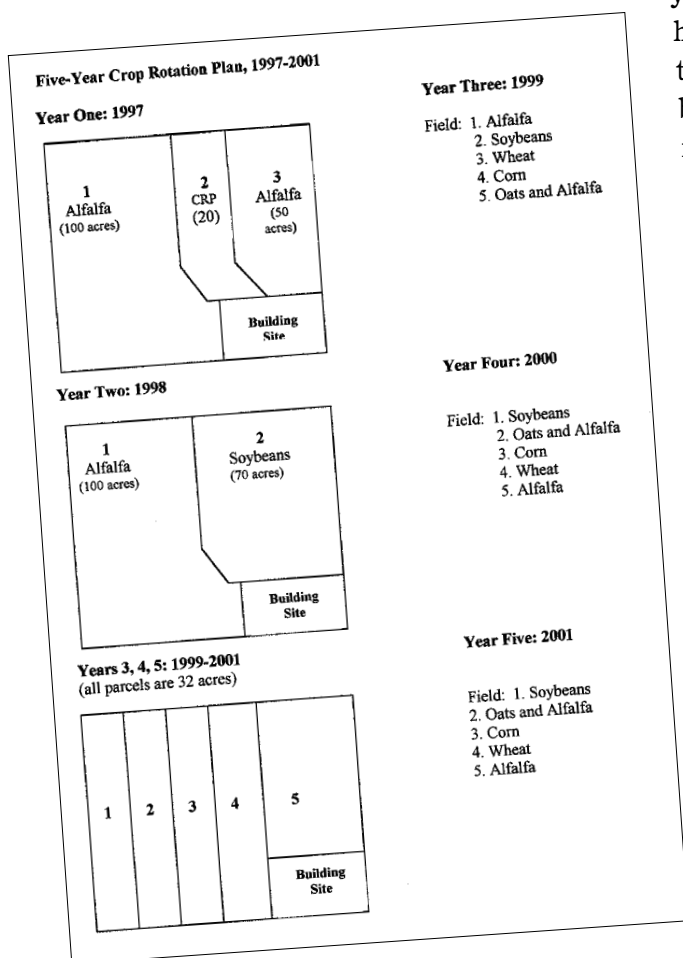 Five-Year Crop Rotation Plan, 1997-2001
Year One: 1997
1
Alfalfa
(100 acres)
2
CRP
(20)
3
Alfalfa
(50
acres)
Building
Site
Year Two: 1998
1
Alfalfa
(100 acres)
2
Soybeans
(70 acres)
Building
Site
Years 3, 4, 5: 1999-2001
(all parcels are 32 acres)
1
2
3
4
5
Building
Site
Year Three: 1999
Field: 1. Alfalfa
2. Soybeans
3. Wheat
4. Corn
5. Oats and Alfalfa
Year Four: 2000
Field: 1. Soybeans
2. Oats and Alfalfa
3. Corn
4. Wheat
5. Alfalfa
Year Five: 2001
Field: 1. Soybeans
2. Oats and Alfalfa
3. Corn
4. Wheat
5. Alfalfa